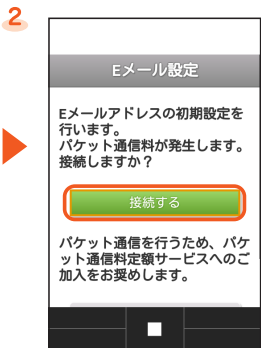 2
Eメール設定
Eメールアドレスの初期設定を
行います。
パケット通信料が発生します。
接続しますか？
接続する
パケット通信を行うため、パケ
ット通信料定額サービスへのご
加入をお奨めします。